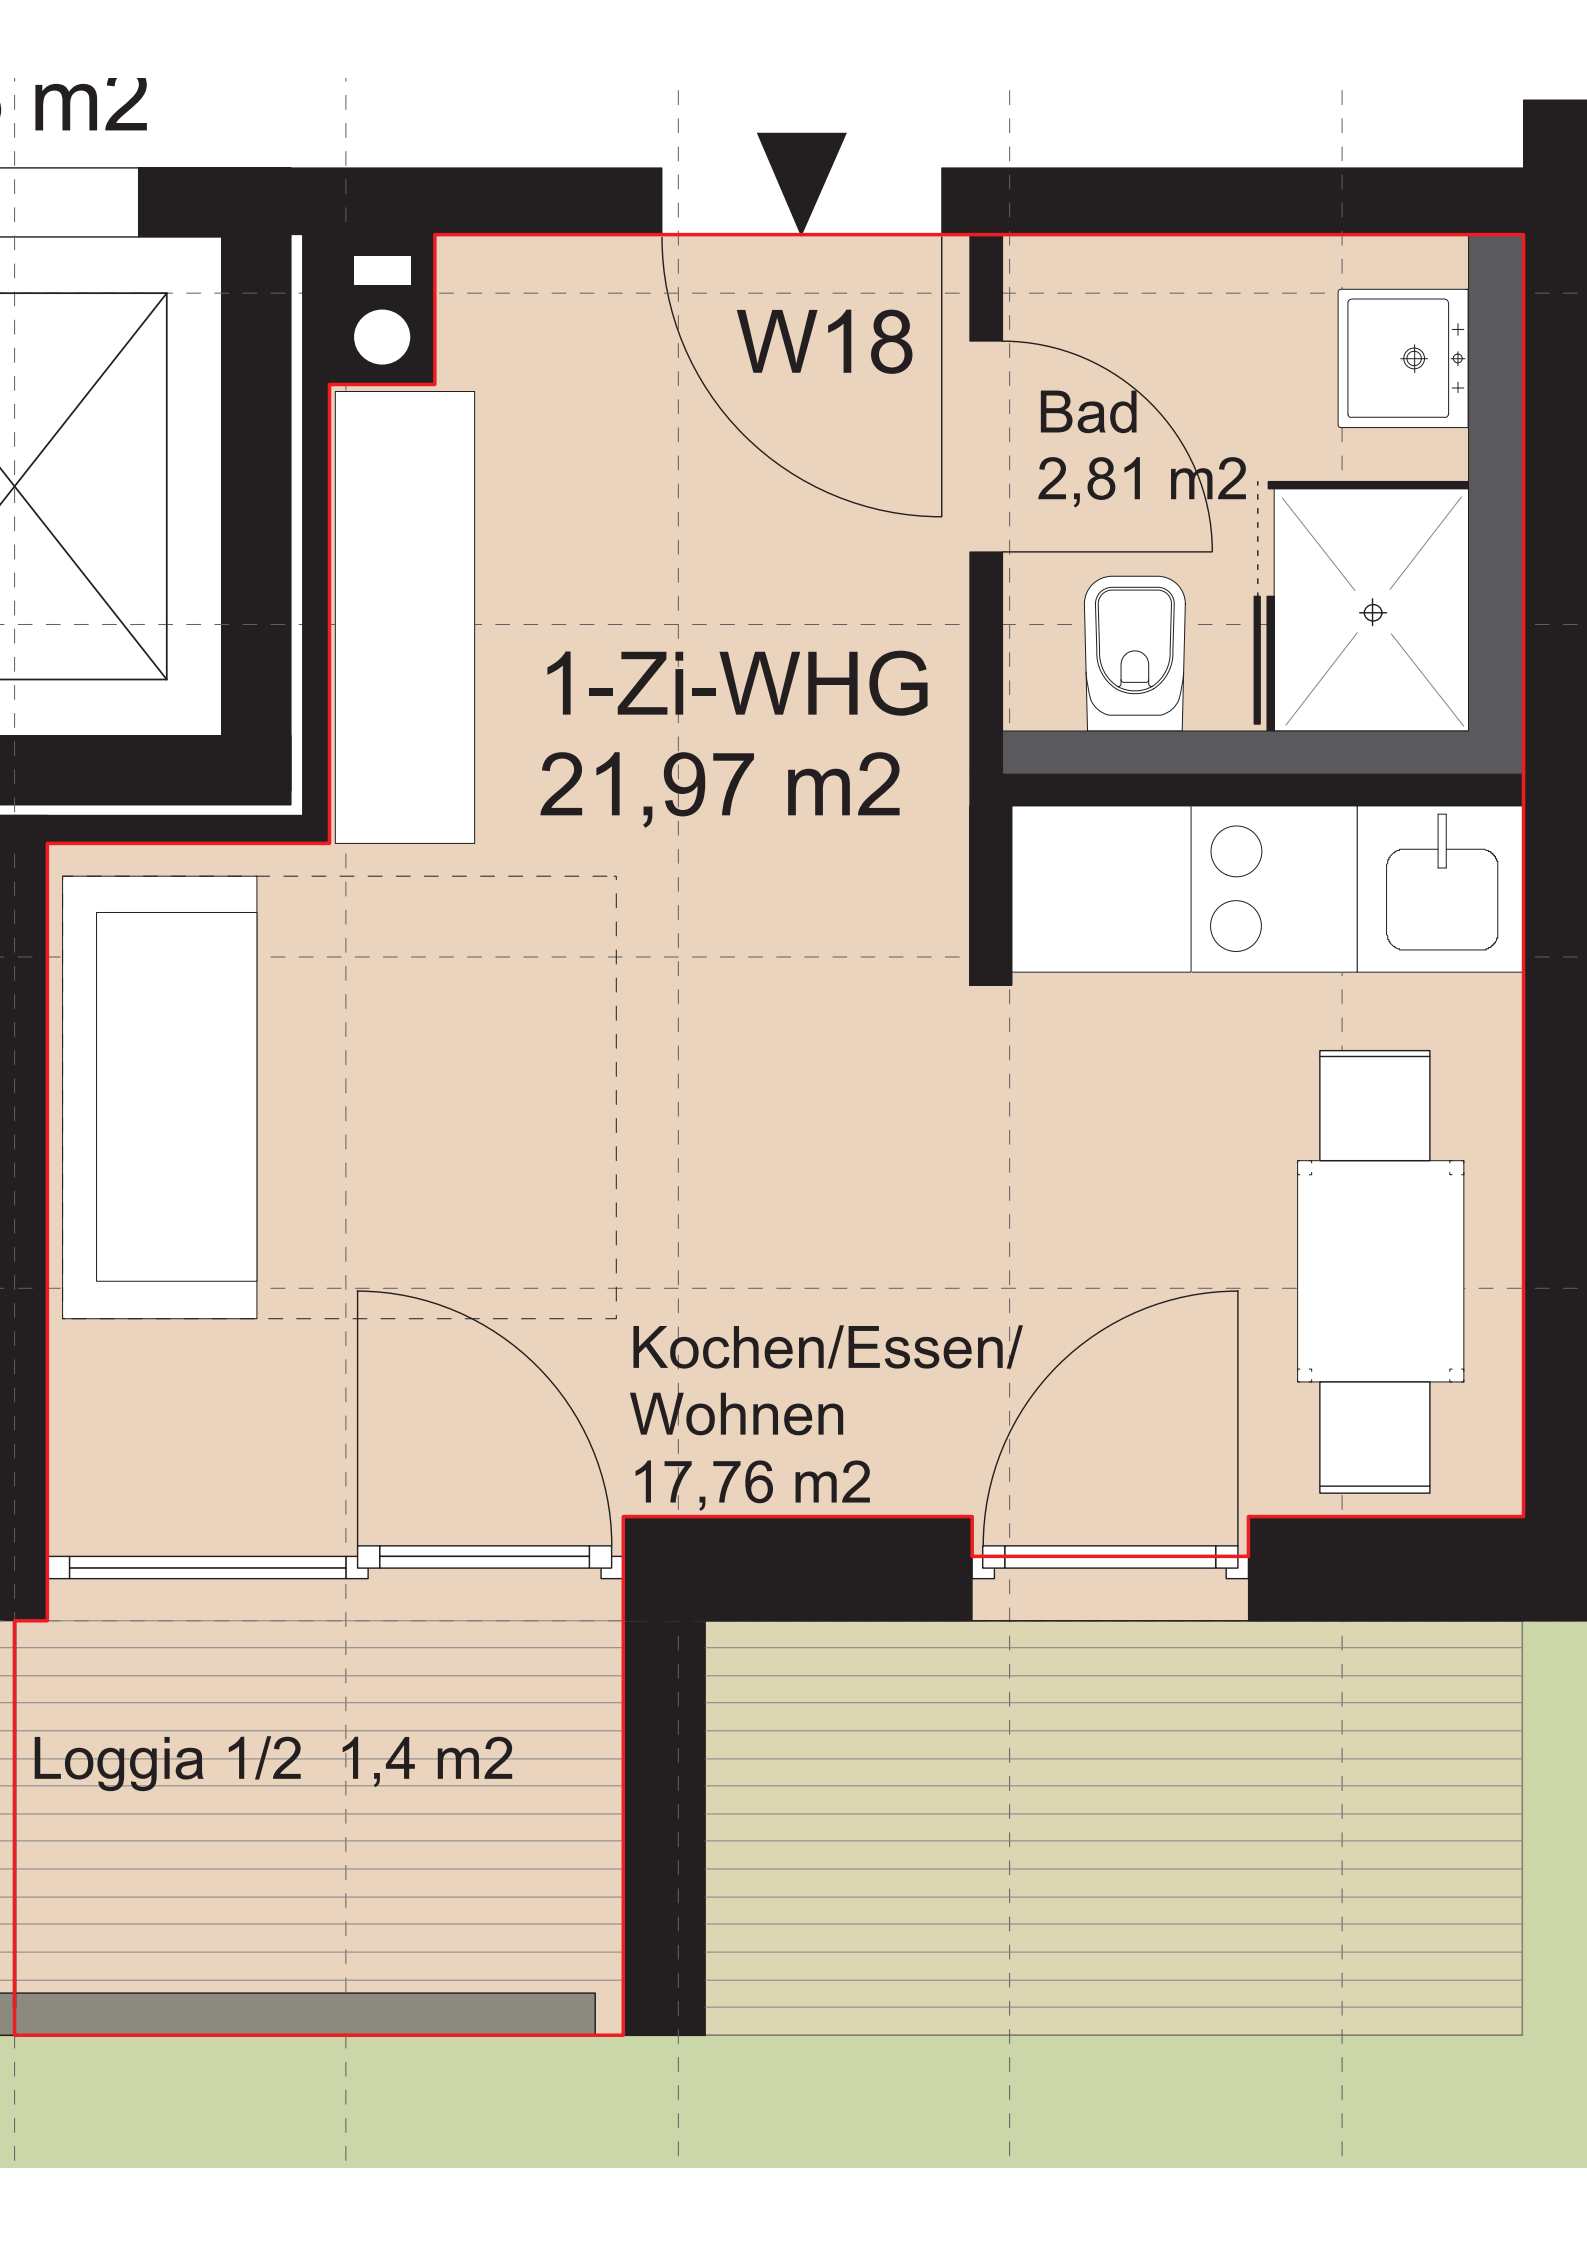 m2
W18
Bad
2,81 m2
1-Zi-WHG
21,97 m2
Kochen/Essen/
Wohnen
17,76 m2
Loggia 1/2  1,4 m2